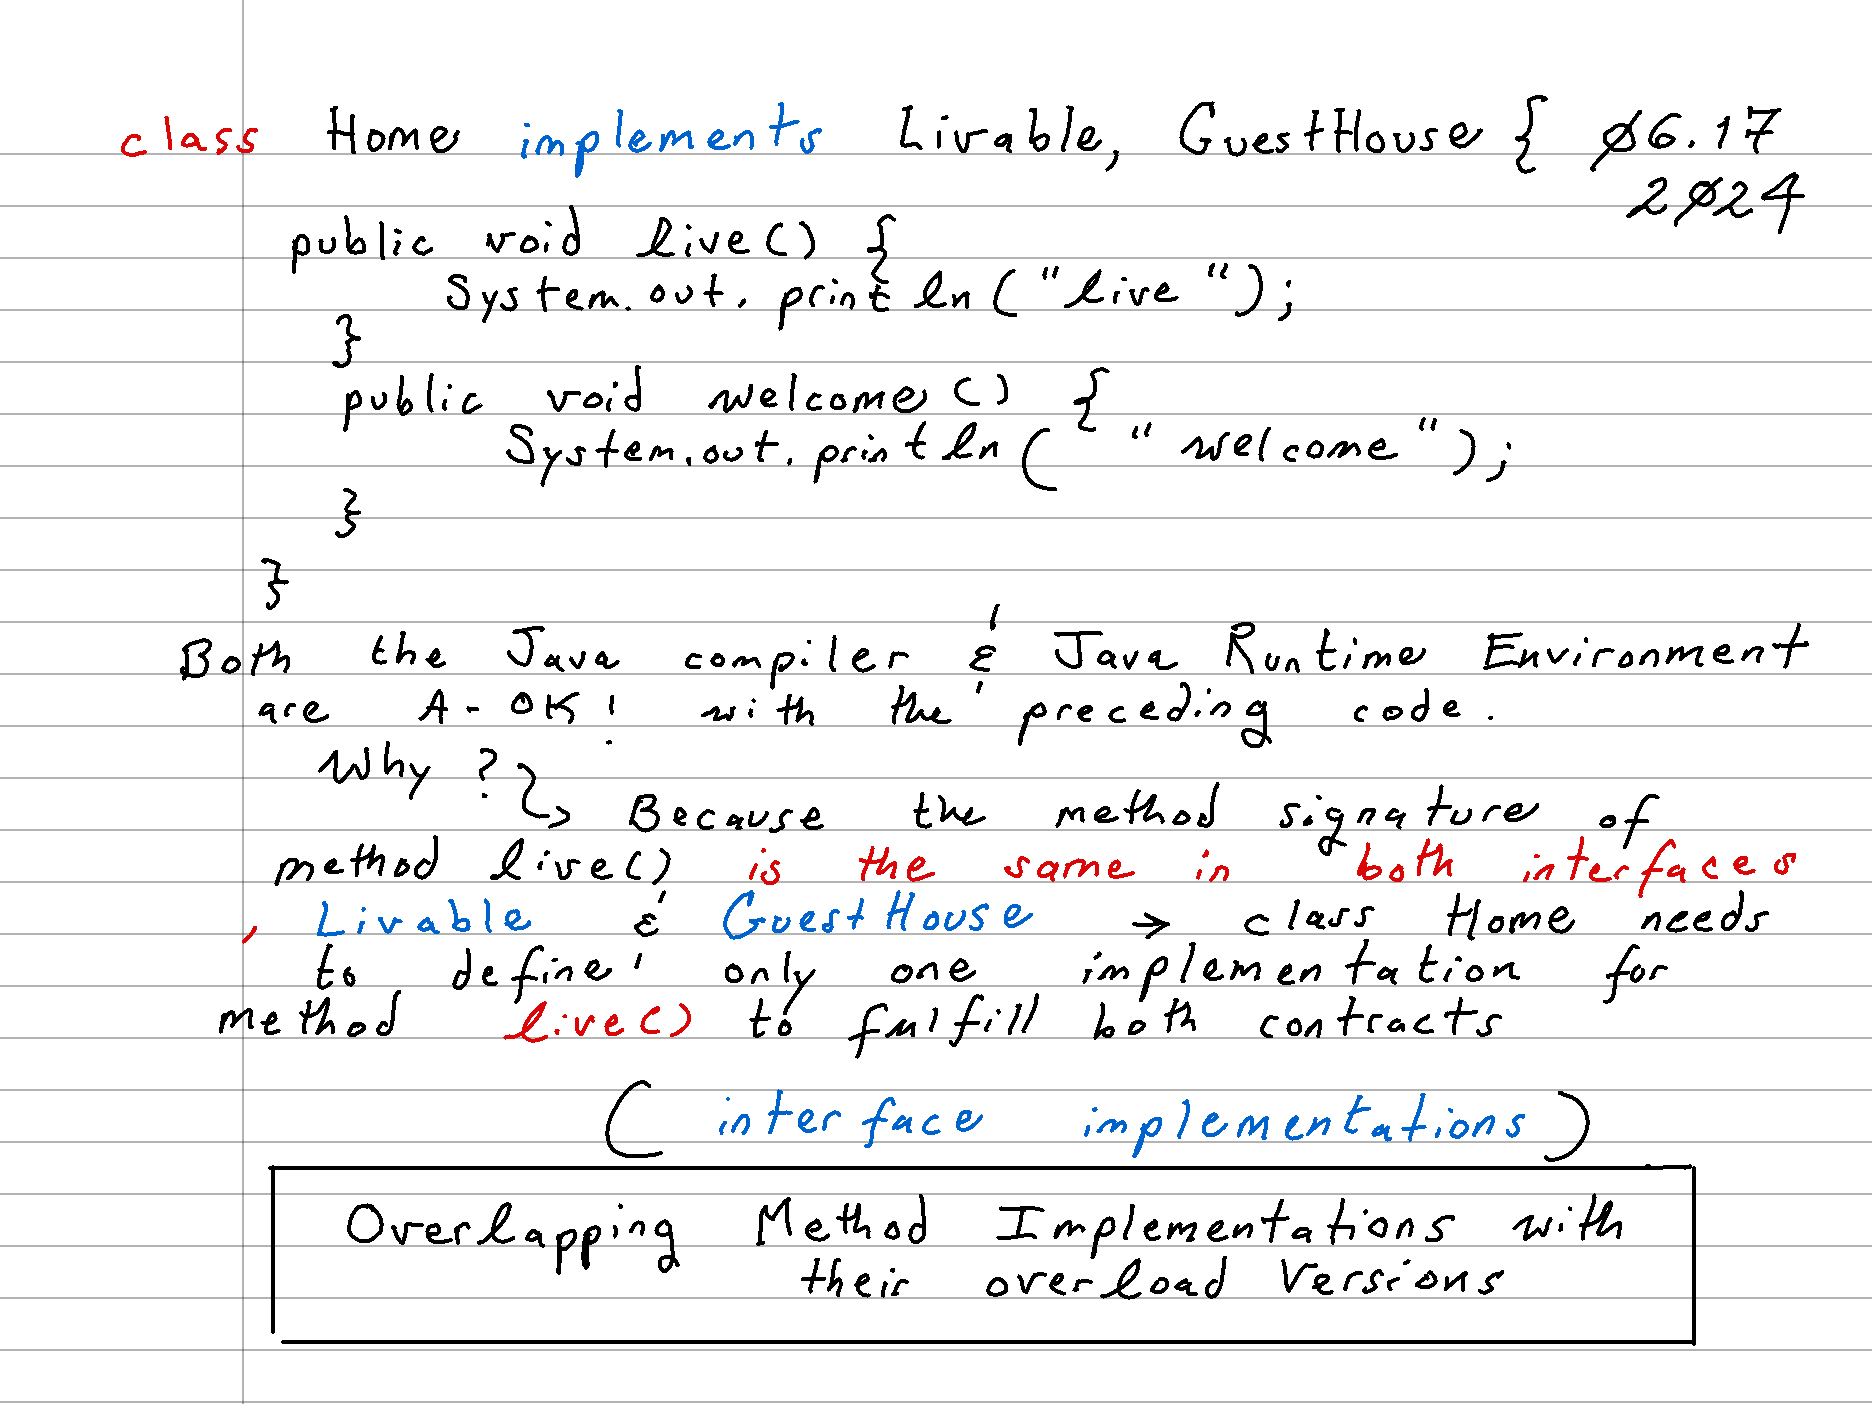 class Home implements Livable, GuestHouse { 06.17
2024
public void live() {
System.out.println("live");
}
public void welcome() {
System.out.println("welcome");
}
}
Both the Java compiler & Java Runtime Environment
are A-OK! with the preceding code.
Why?
↳ Because the method signature of
method live() is the same in both interfaces
, Livable & GuestHouse → class Home needs
to define only one implementation for
method live() to fulfill both contracts
(interface implementations)
Overlapping Method Implementations with
their overload versions